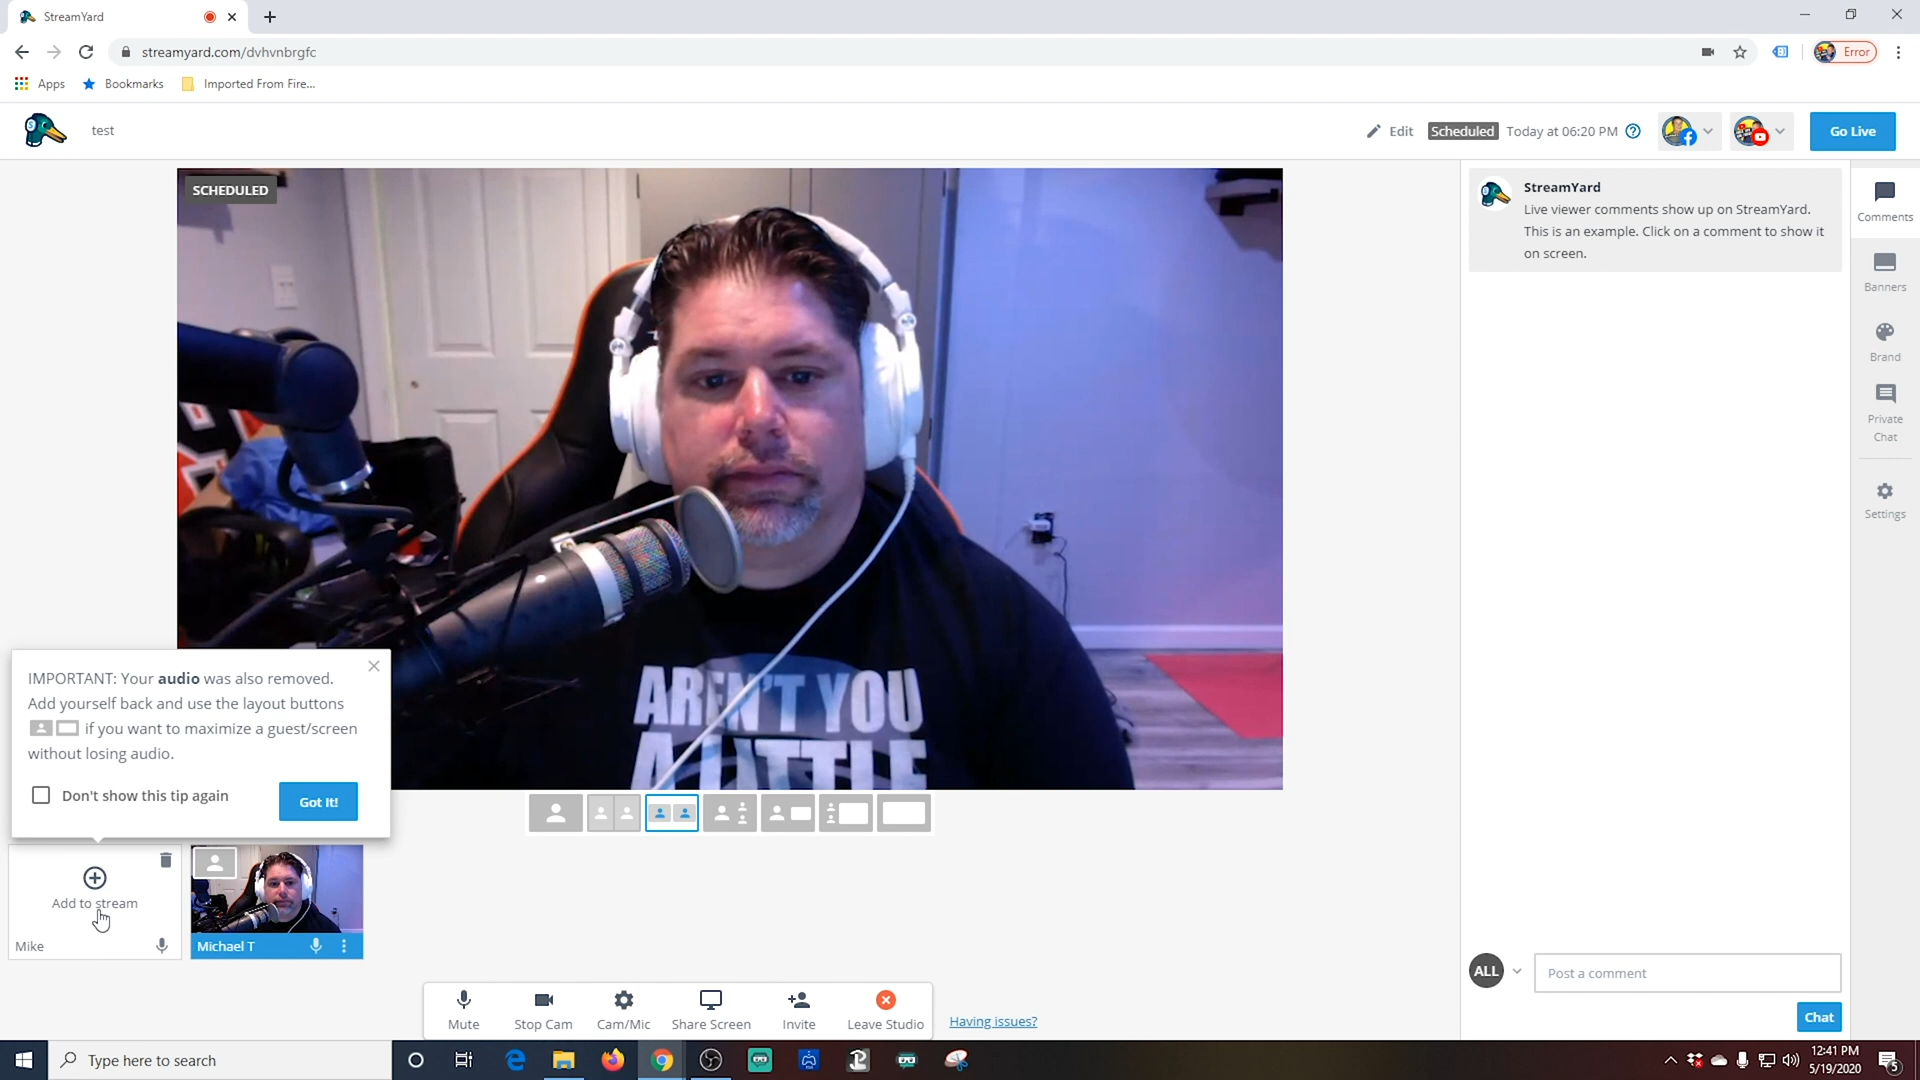 StreamYard
streamyard.com/dvhvnbrgfc
Error
Apps
Bookmarks
Imported From Fire...
test
Edit
Scheduled
Today at 06:20 PM
Go Live
SCHEDULED
StreamYard
Live viewer comments show up on StreamYard.
This is an example. Click on a comment to show it
on screen.
Comments
Banners
Brand
Private
Chat
Settings
AREN'T YOU
A LITTLE
IMPORTANT: Your audio was also removed.
Add yourself back and use the layout buttons
if you want to maximize a guest/screen
without losing audio.
Don't show this tip again
Got It!
Add to stream
Mike
Michael T
ALL
Post a comment
Chat
Mute
Stop Cam
Cam/Mic
Share Screen
Invite
Leave Studio
Having issues?
Type here to search
12:41 PM
5/19/2020
5